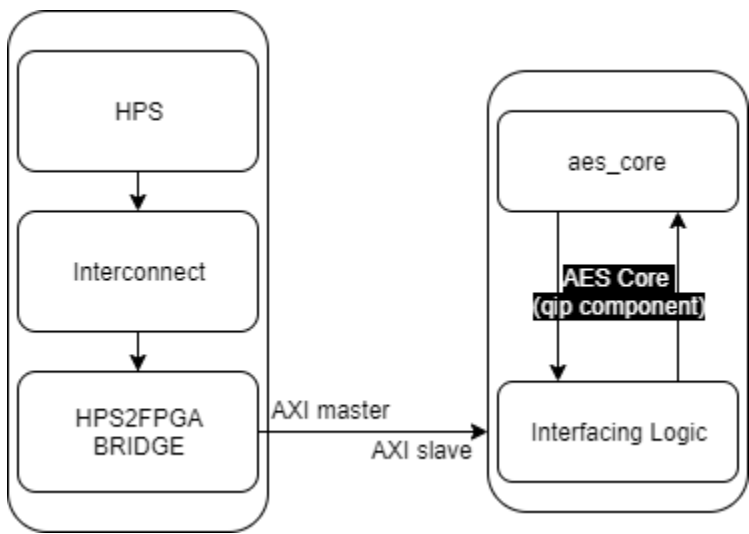 HPS
Interconnect
HPS2FPGA
BRIDGE
AXI master
AXI slave
aes_core
AES Core
(qip component)
Interfacing Logic